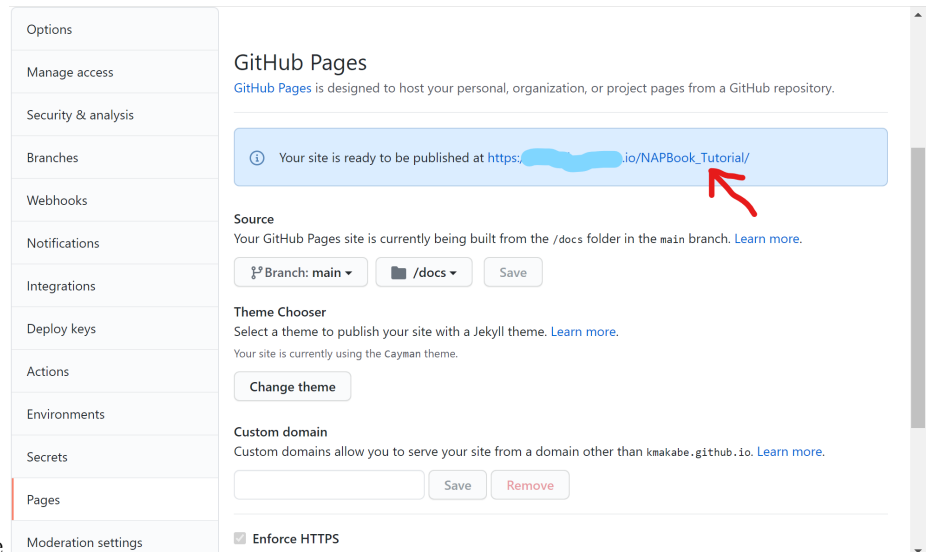 Options
Manage access
Security & analysis
Branches
Webhooks
Notifications
Integrations
Deploy keys
Actions
Environments
Secrets
Pages
Moderation settings
GitHub Pages
GitHub Pages is designed to host your personal, organization, or project pages from a GitHub repository.
Your site is ready to be published at https:/ .io/NAPBook_Tutorial/
Source
Your GitHub Pages site is currently being built from the /docs folder in the main branch. Learn more.
Branch: main
/docs
Save
Theme Chooser
Select a theme to publish your site with a Jekyll theme. Learn more.
Your site is currently using the Cayman theme.
Change theme
Custom domain
Custom domains allow you to serve your site from a domain other than kmakabe.github.io. Learn more.
Save
Remove
Enforce HTTPS